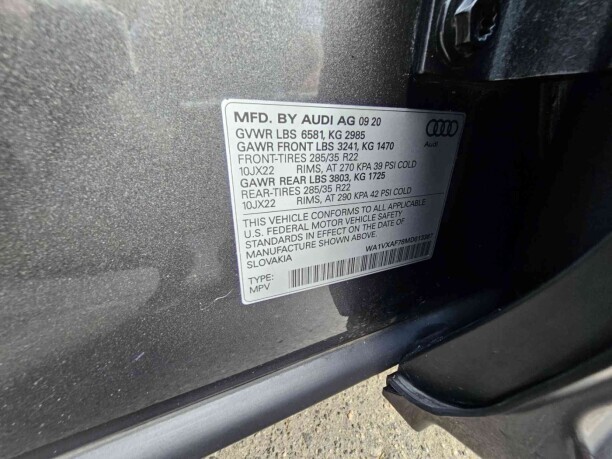 MFD. BY AUDI AG 09 20
GVWR LBS 6581, KG 2985
GAWR FRONT LBS 3241, KG 1470
FRONT-TIRES 285/35 R22
10JX22 RIMS, AT 270 KPA 39 PSI COLD
GAWR REAR LBS 3803, KG 1725
REAR-TIRES 285/35 R22
10JX22 RIMS, AT 290 KPA 42 PSI COLD
THIS VEHICLE CONFORMS TO ALL APPLICABLE
U.S. FEDERAL MOTOR VEHICLE SAFETY
STANDARDS IN EFFECT ON THE DATE OF
MANUFACTURE SHOWN ABOVE.
SLOVAKIA
TYPE:
MPV
Audi